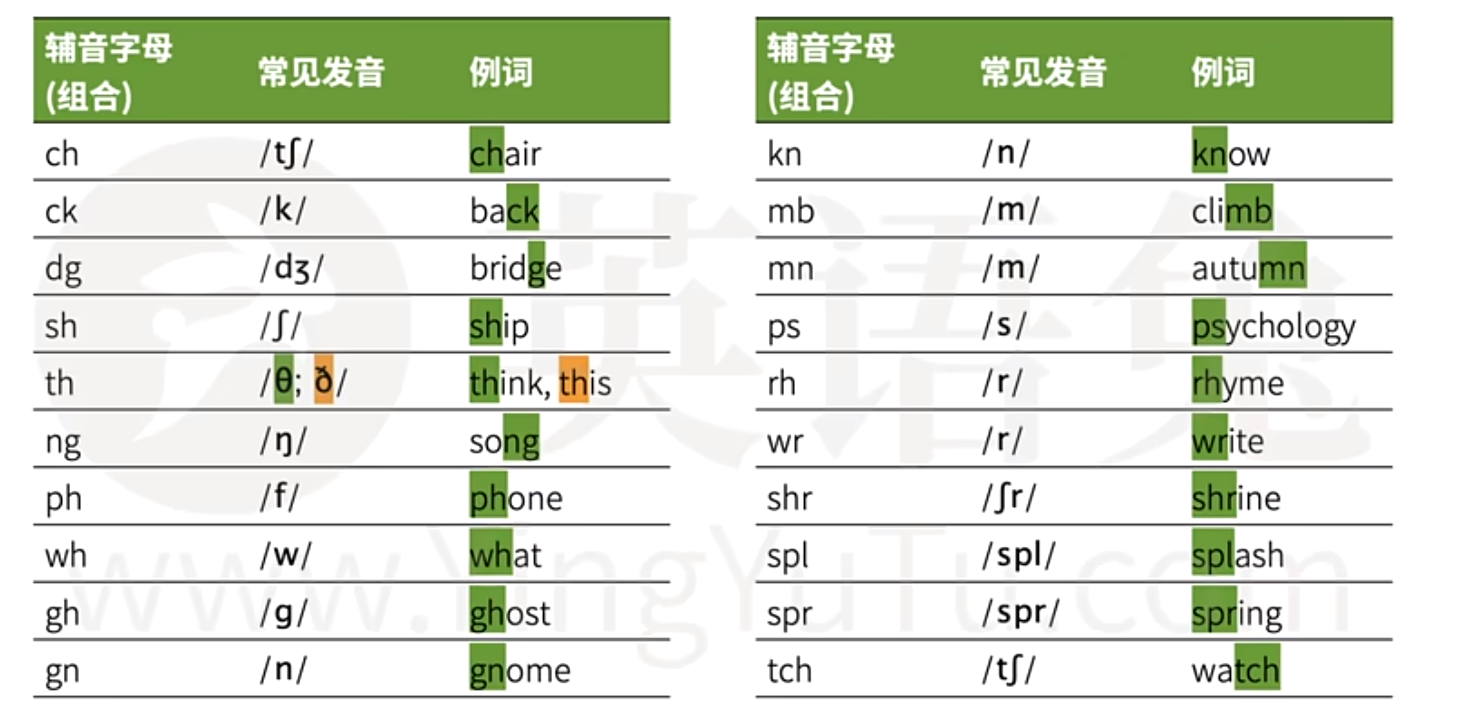 辅音字母(组合) 常见发音 例词
ch /tʃ/ chair
ck /k/ back
dg /dʒ/ bridge
sh /ʃ/ ship
th /θ; ð/ think, this
ng /ŋ/ song
ph /f/ phone
wh /w/ what
gh /g/ ghost
gn /n/ gnome
辅音字母(组合) 常见发音 例词
kn /n/ know
mb /m/ climb
mn /m/ autumn
ps /s/ psychology
rh /r/ rhyme
wr /r/ write
shr /ʃr/ shrine
spl /spl/ splash
spr /spr/ spring
tch /tʃ/ watch
英语兔
www.YingYuTu.com